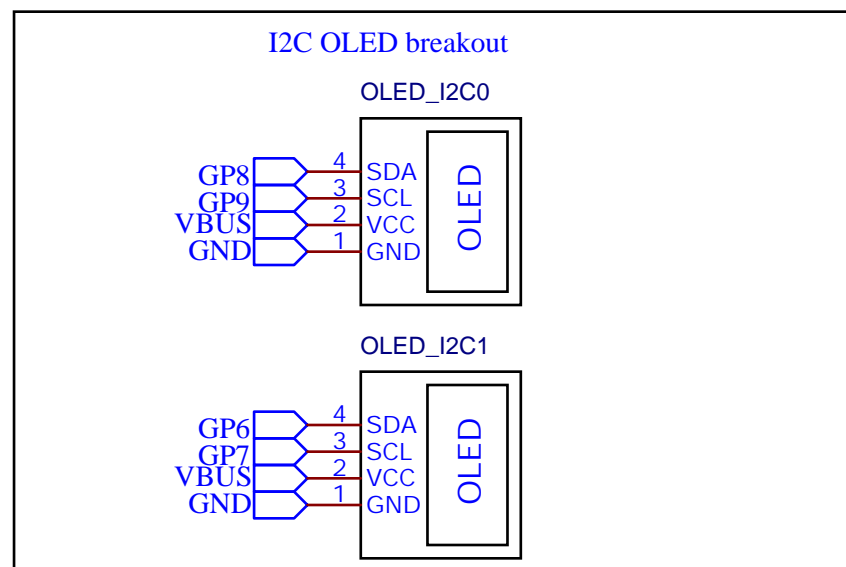 I2C OLED breakout
OLED_I2C0
GP8 4 SDA
GP9 3 SCL
VBUS 2 VCC
GND 1 GND
OLED
OLED_I2C1
GP6 4 SDA
GP7 3 SCL
VBUS 2 VCC
GND 1 GND
OLED